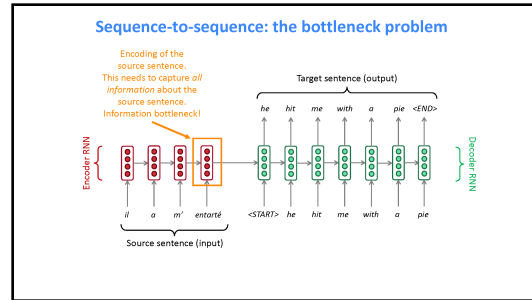 Sequence-to-sequence: the bottleneck problem
Encoding of the
source sentence.
This needs to capture all
information about the
source sentence.
Information bottleneck!
Target sentence (output)
he hit me with a pie <END>
Encoder RNN
Decoder RNN
il a m' entarté <START> he hit me with a pie
Source sentence (input)